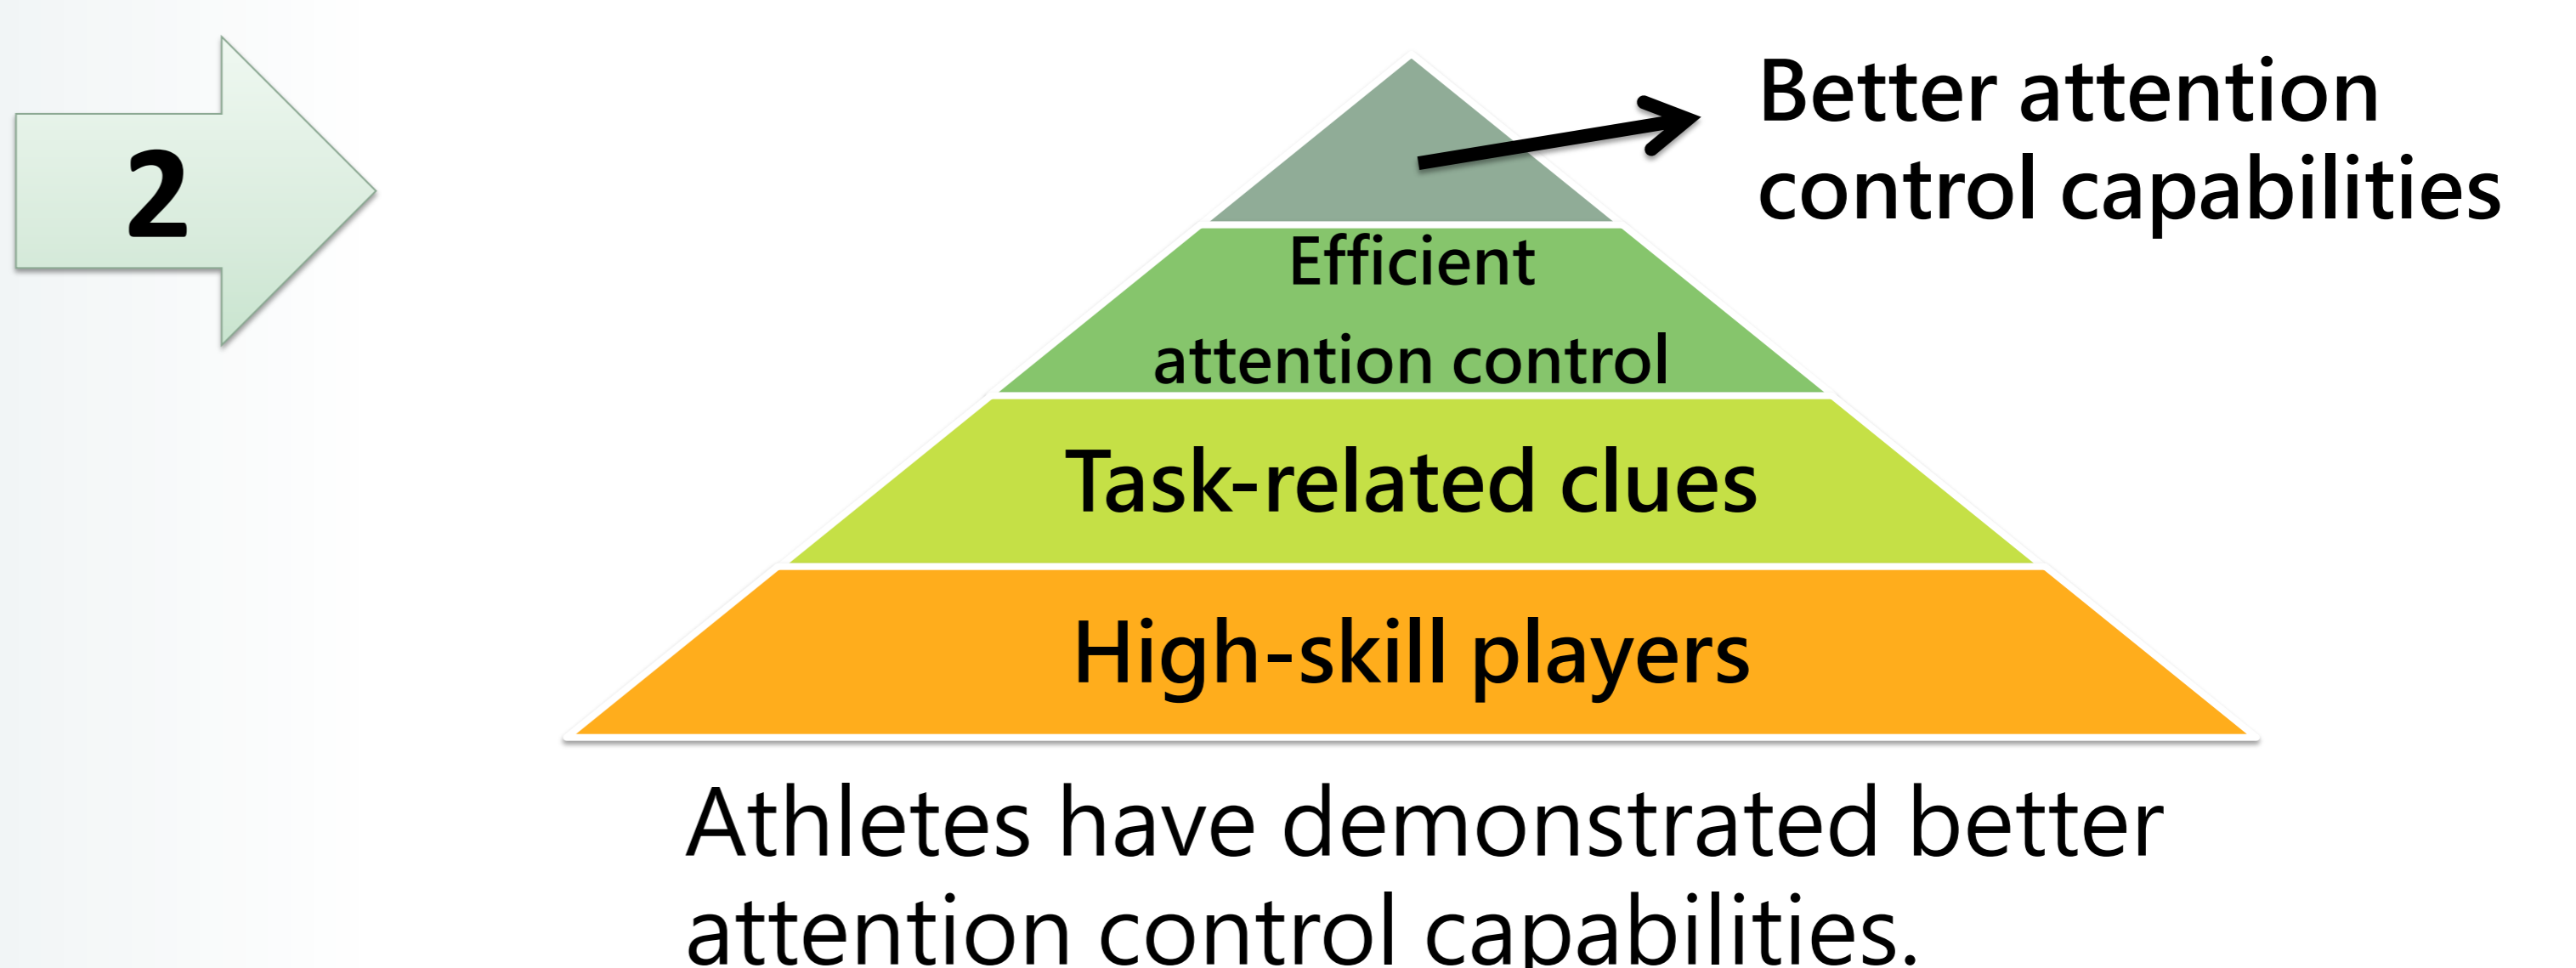 2
Better attention
control capabilities
Efficient
attention control
Task-related clues
High-skill players
Athletes have demonstrated better
attention control capabilities.